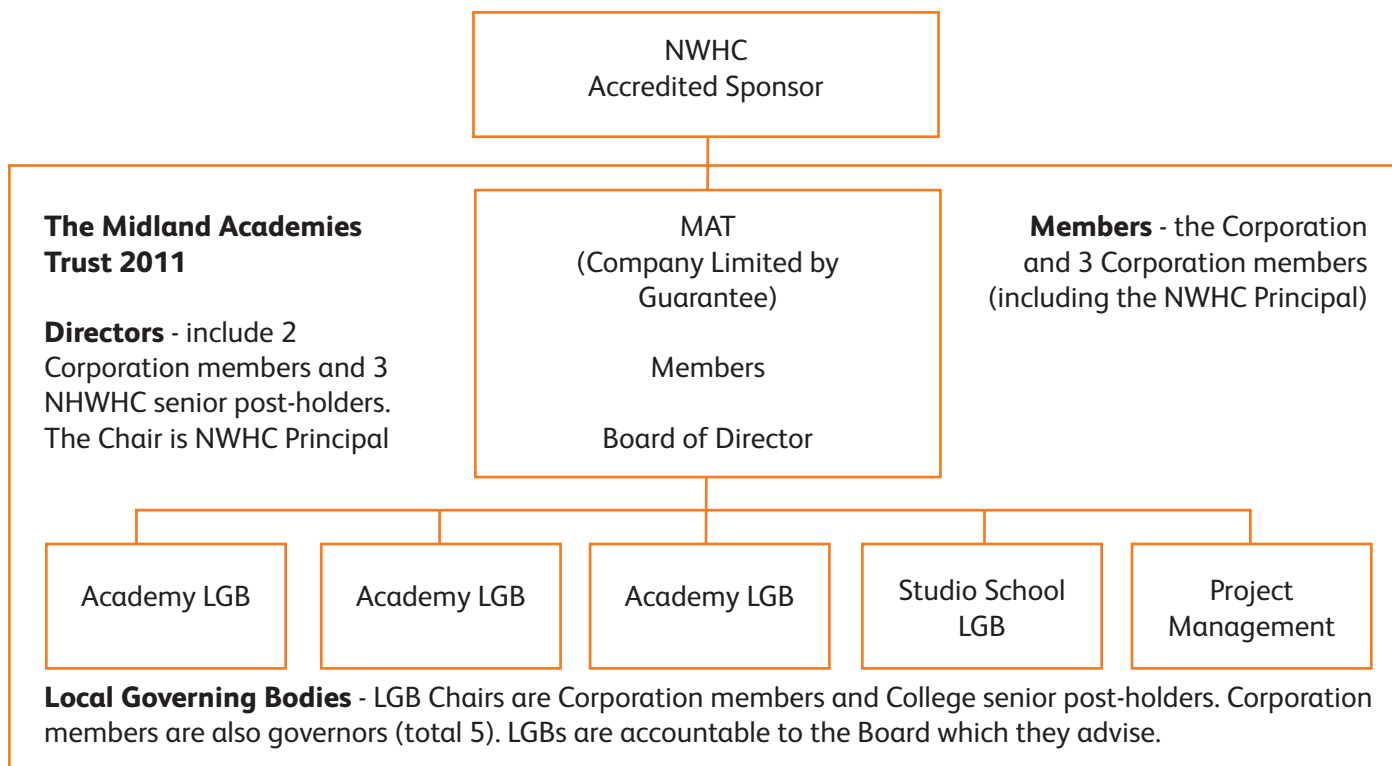 NWHC
Accredited Sponsor
The Midland Academies
Trust 2011
Directors - include 2
Corporation members and 3
NHWHC senior post-holders.
The Chair is NWHC Principal
MAT
(Company Limited by
Guarantee)
Members
Board of Director
Members - the Corporation
and 3 Corporation members
(including the NWHC Principal)
Academy LGB
Academy LGB
Academy LGB
Studio School
LGB
Project
Management
Local Governing Bodies - LGB Chairs are Corporation members and College senior post-holders. Corporation
members are also governors (total 5). LGBs are accountable to the Board which they advise.